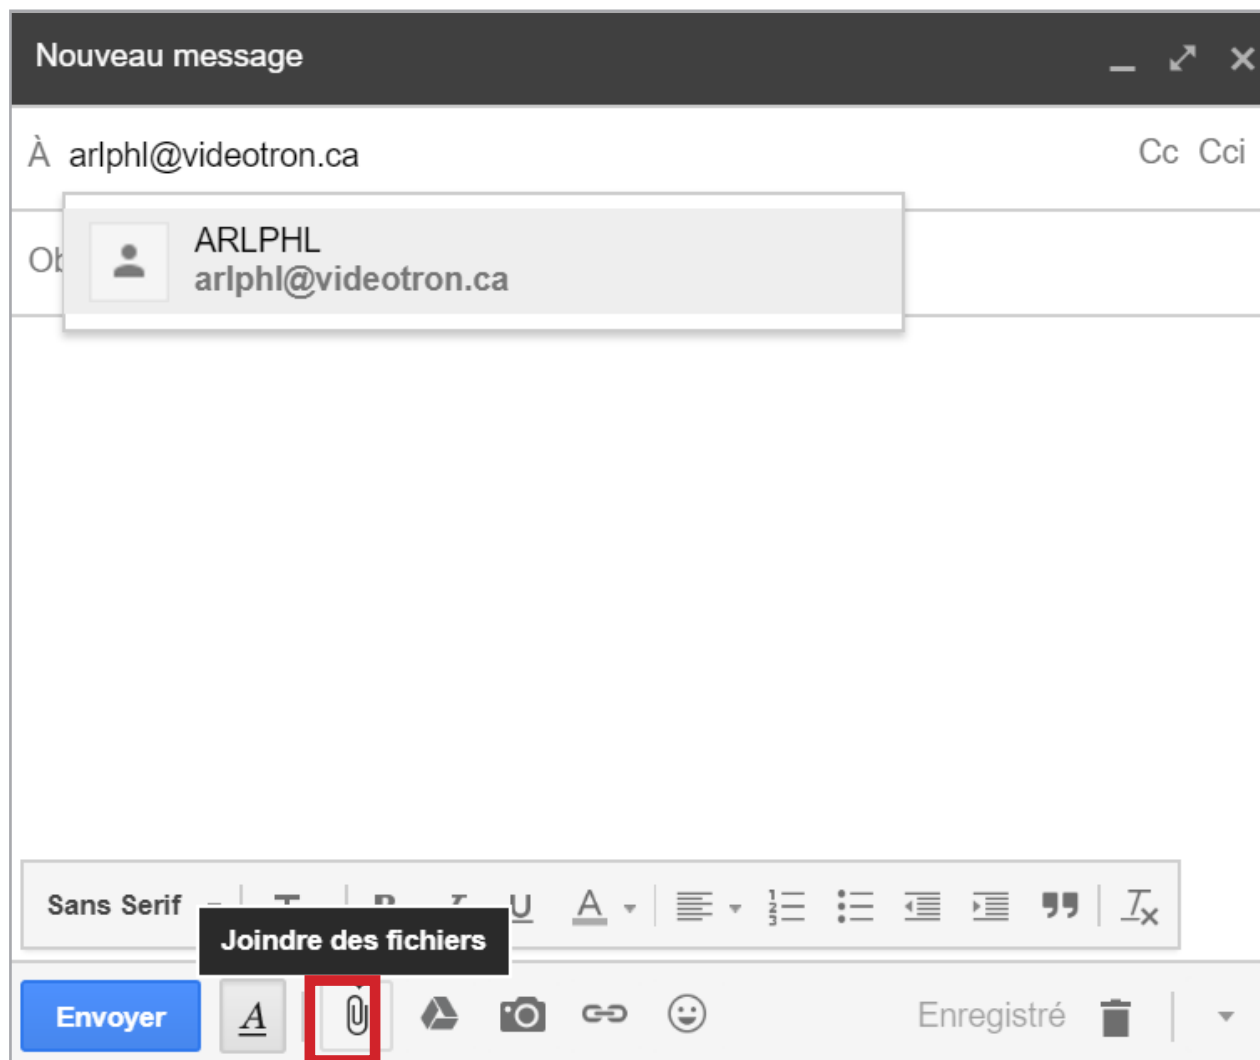 Nouveau message
À arlphl@videotron.ca Cc Cci
ARLPHL
arlphl@videotron.ca
Sans Serif
Joindre des fichiers
Envoyer Enregistré